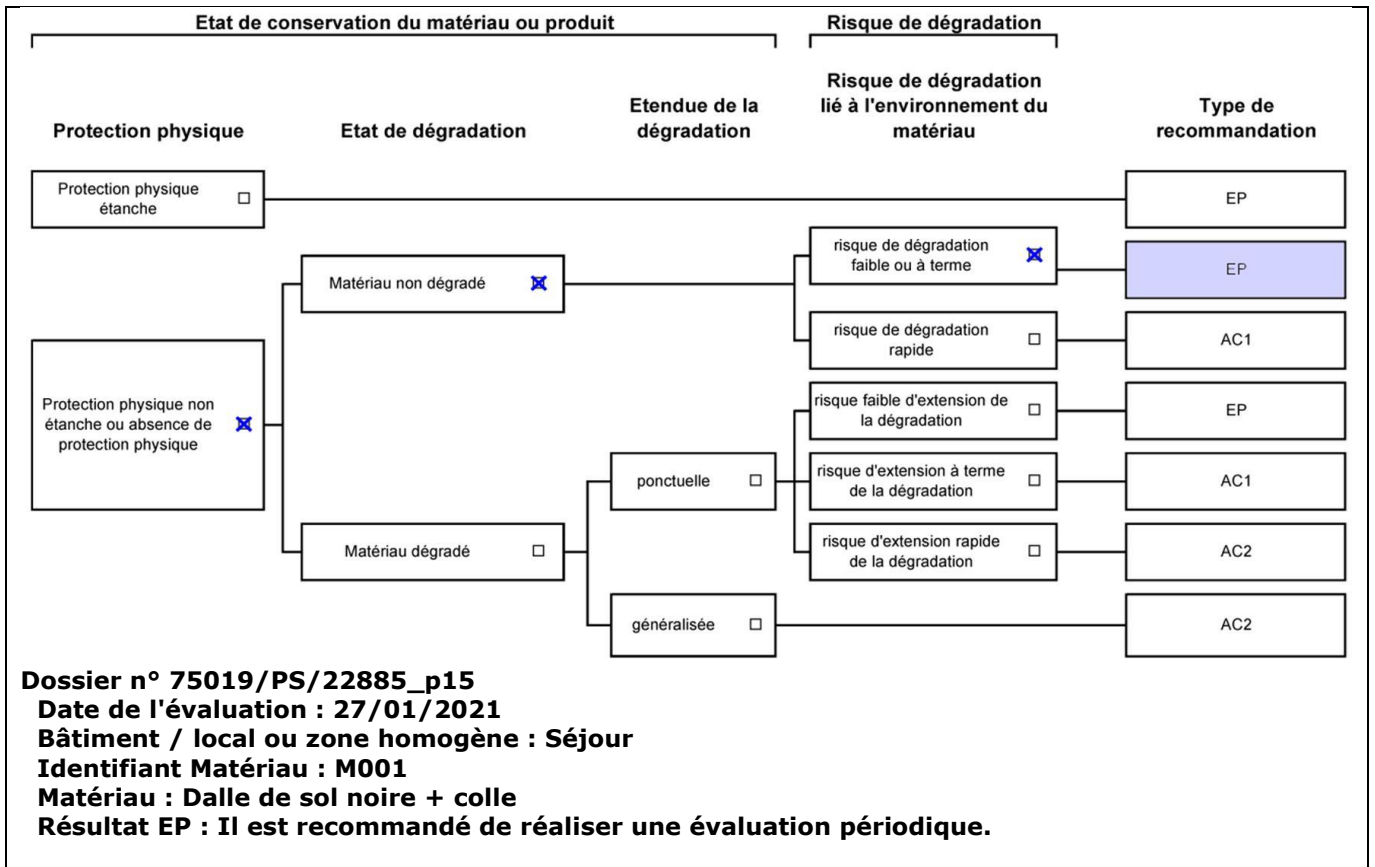 Etat de conservation du matériau ou produit
Risque de dégradation
Protection physique
Etat de dégradation
Etendue de la
dégradation
Risque de dégradation
lié à l'environnement du
matériau
Type de
recommandation
Protection physique
étanche
EP
risque de dégradation
faible ou à terme
EP
Matériau non dégradé
risque de dégradation
rapide
AC1
Protection physique non
étanche ou absence de
protection physique
risque faible d'extension de
la dégradation
EP
ponctuelle
risque d'extension à terme
de la dégradation
AC1
Matériau dégradé
risque d'extension rapide
de la dégradation
AC2
généralisée
AC2
Dossier n° 75019/PS/22885_p15
Date de l'évaluation : 27/01/2021
Bâtiment / local ou zone homogène : Séjour
Identifiant Matériau : M001
Matériau : Dalle de sol noire + colle
Résultat EP : Il est recommandé de réaliser une évaluation périodique.